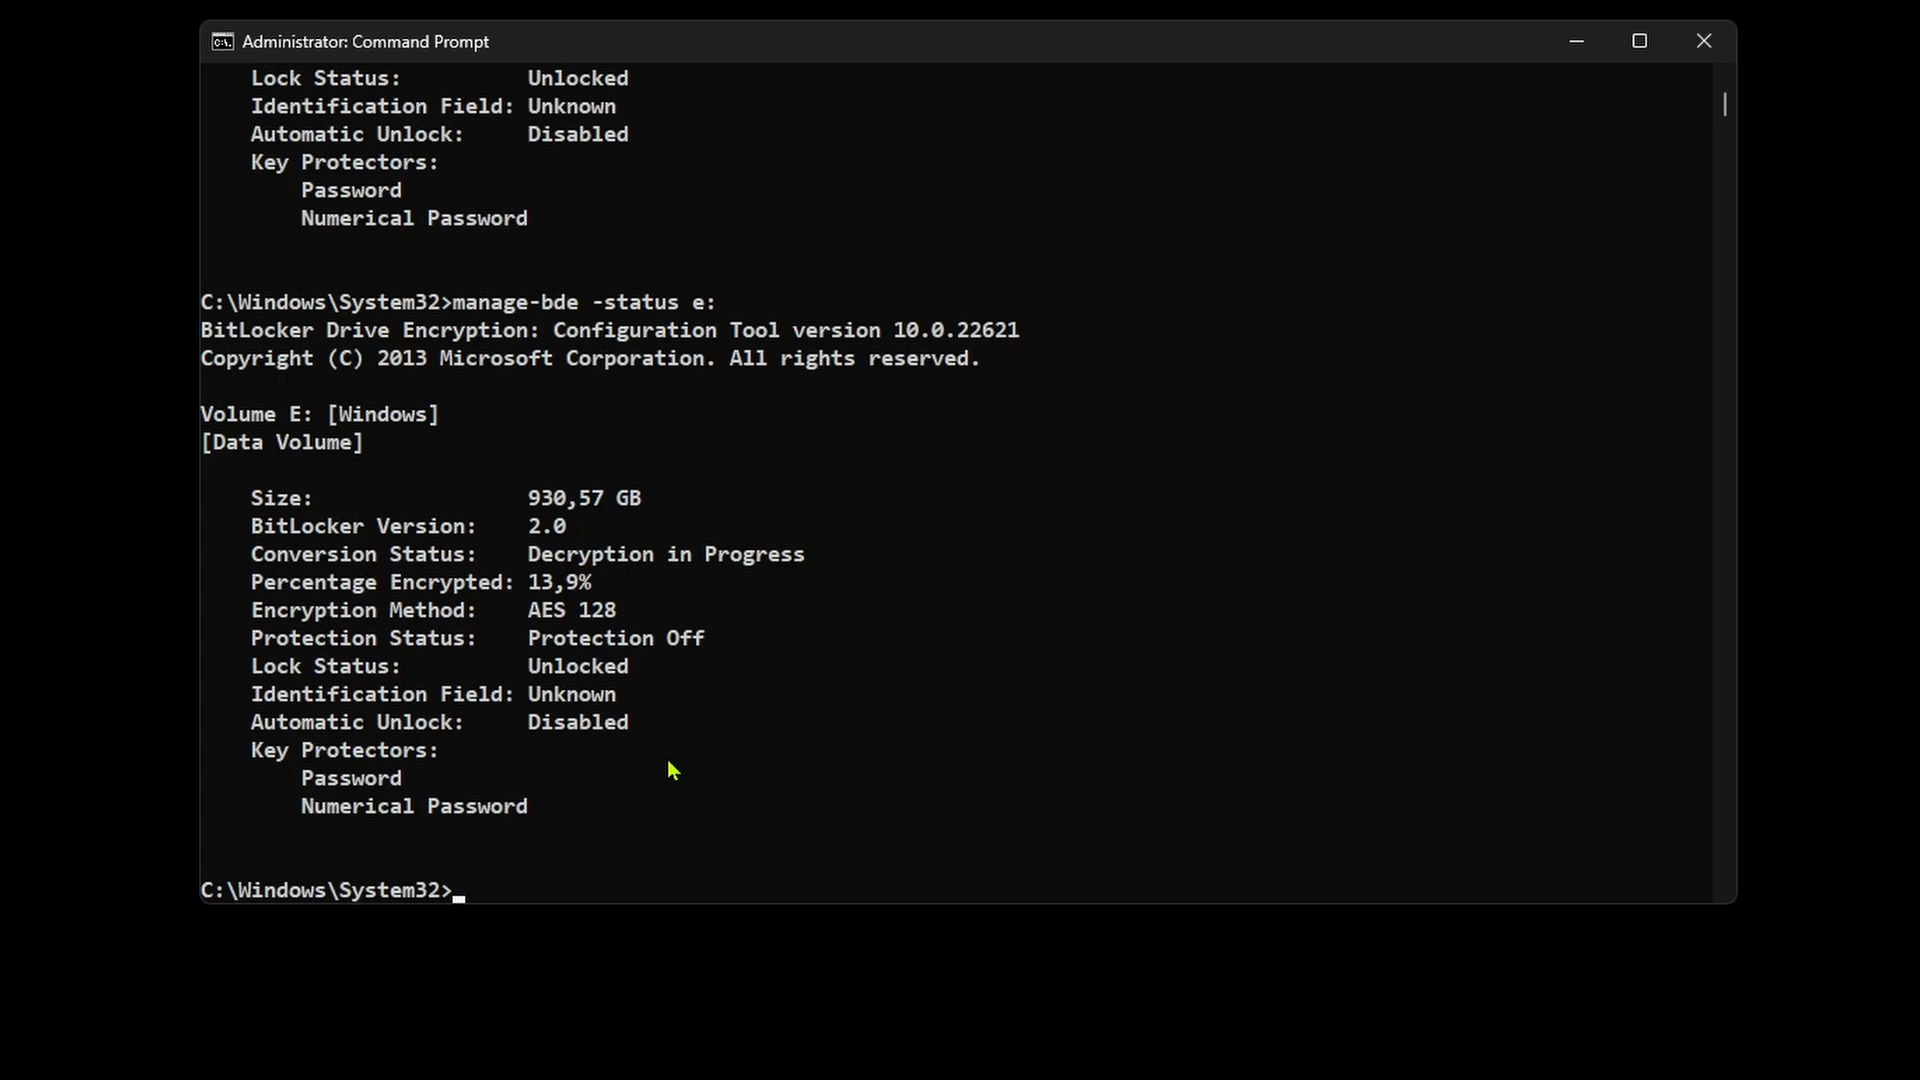 Administrator: Command Prompt
Lock Status: Unlocked
Identification Field: Unknown
Automatic Unlock: Disabled
Key Protectors:
Password
Numerical Password
C:\Windows\System32>manage-bde -status e:
BitLocker Drive Encryption: Configuration Tool version 10.0.22621
Copyright (C) 2013 Microsoft Corporation. All rights reserved.
Volume E: [Windows]
[Data Volume]
Size: 930,57 GB
BitLocker Version: 2.0
Conversion Status: Decryption in Progress
Percentage Encrypted: 13,9%
Encryption Method: AES 128
Protection Status: Protection Off
Lock Status: Unlocked
Identification Field: Unknown
Automatic Unlock: Disabled
Key Protectors:
Password
Numerical Password
C:\Windows\System32>